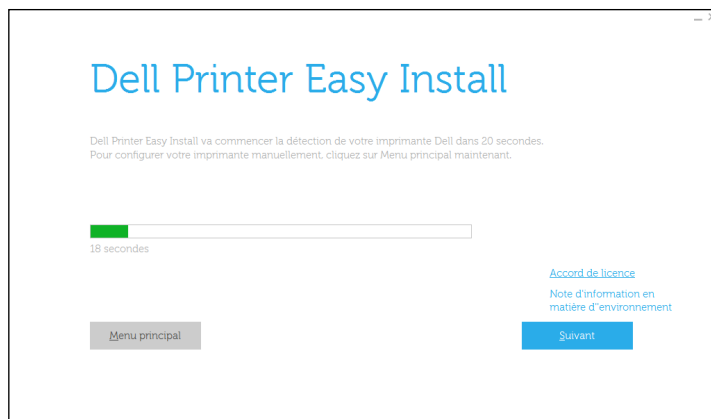 Dell Printer Easy Install
Dell Printer Easy Install va commencer la détection de votre imprimante Dell dans 20 secondes.
Pour configurer votre imprimante manuellement, cliquez sur Menu principal maintenant.
18 secondes
Accord de licence
Note d'information en
matière d"environnement
Menu principal
Suivant